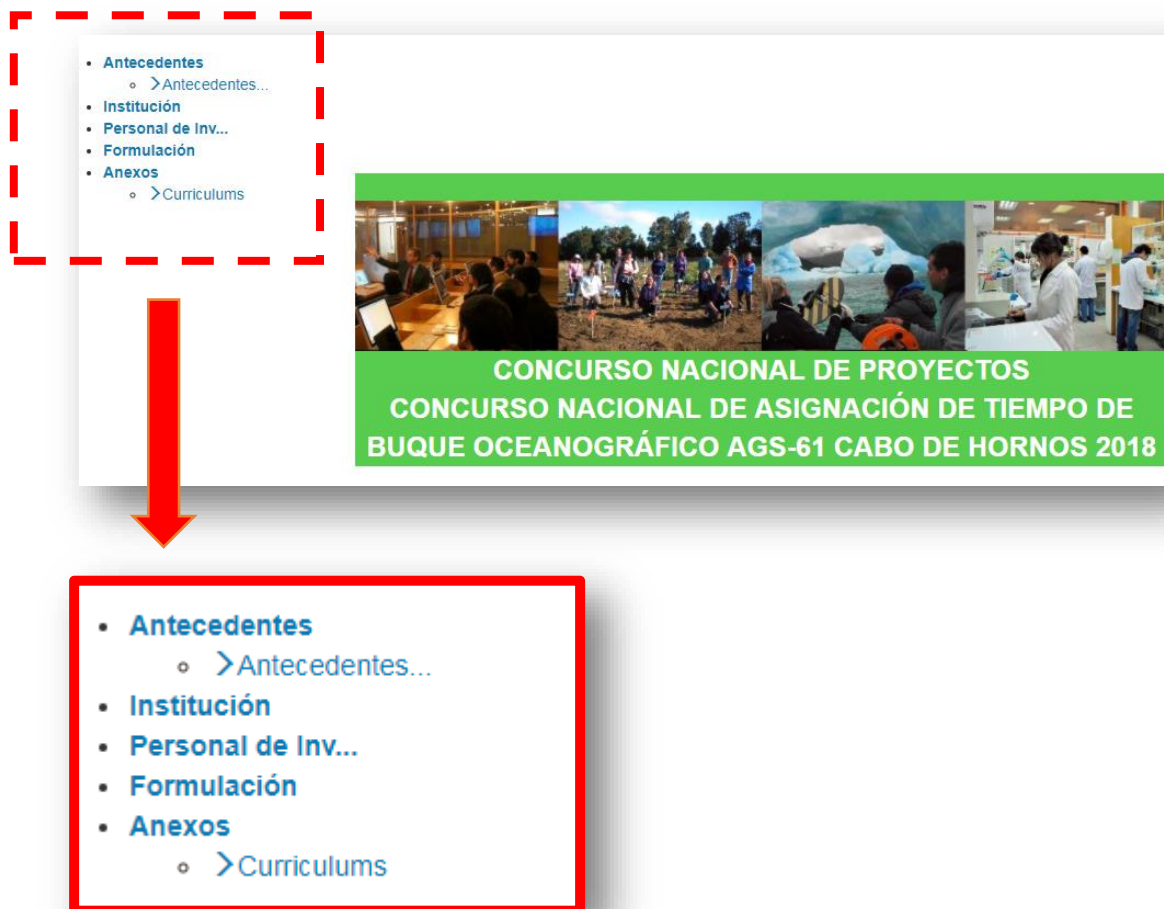 Antecedentes
>Antecedentes...
Institución
Personal de Inv...
Formulación
Anexos
>Curriculums
CONCURSO NACIONAL DE PROYECTOS
CONCURSO NACIONAL DE ASIGNACIÓN DE TIEMPO DE
BUQUE OCEANOGRÁFICO AGS-61 CABO DE HORNOS 2018
Antecedentes
>Antecedentes...
Institución
Personal de Inv...
Formulación
Anexos
>Curriculums